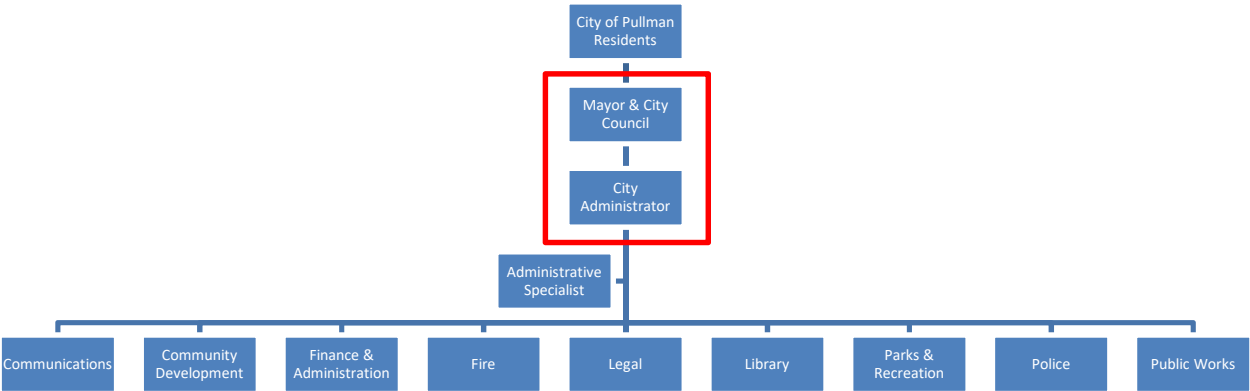 City of Pullman
Residents
Mayor & City
Council
City
Administrator
Administrative
Specialist
Communications
Community
Development
Finance &
Administration
Fire
Legal
Library
Parks &
Recreation
Police
Public Works